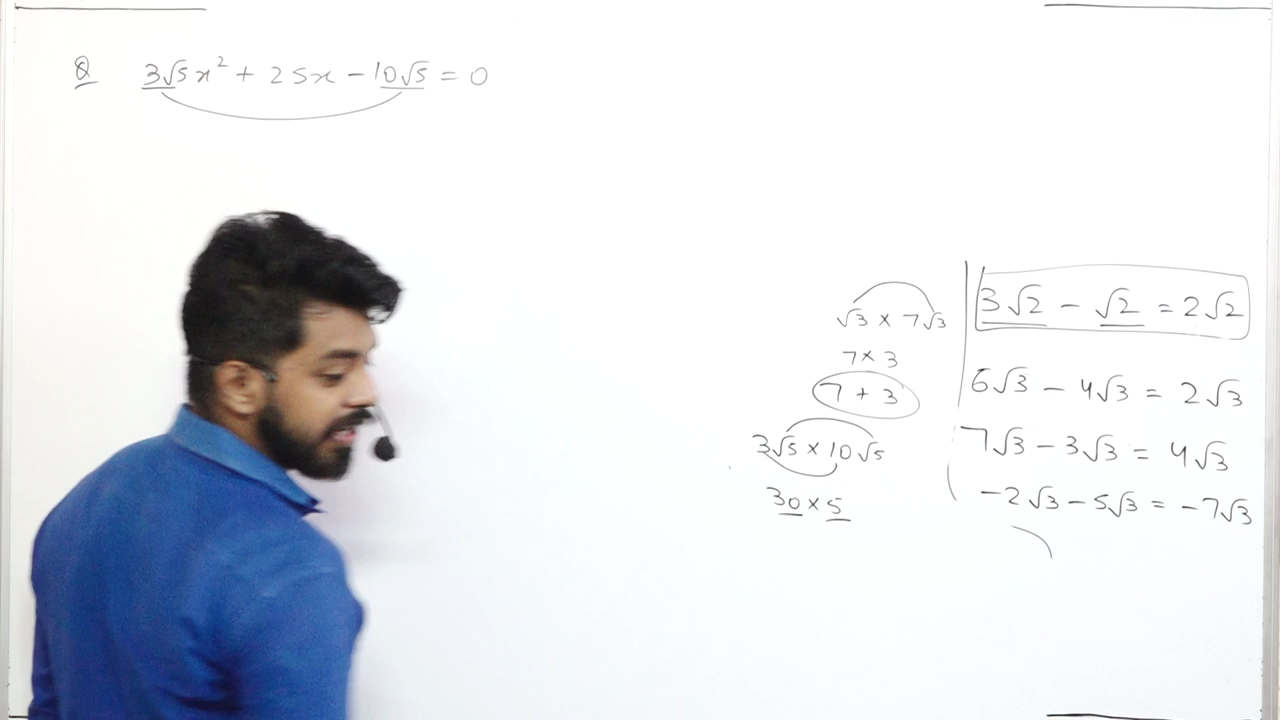 Q 3√5x² + 25x − 10√5 = 0
√3 × 7√3
7 × 3
7 + 3
3√5 × 10√5
30 × 5
3√2 − √2 = 2√2
6√3 − 4√3 = 2√3
7√3 − 3√3 = 4√3
−2√3 − 5√3 = −7√3